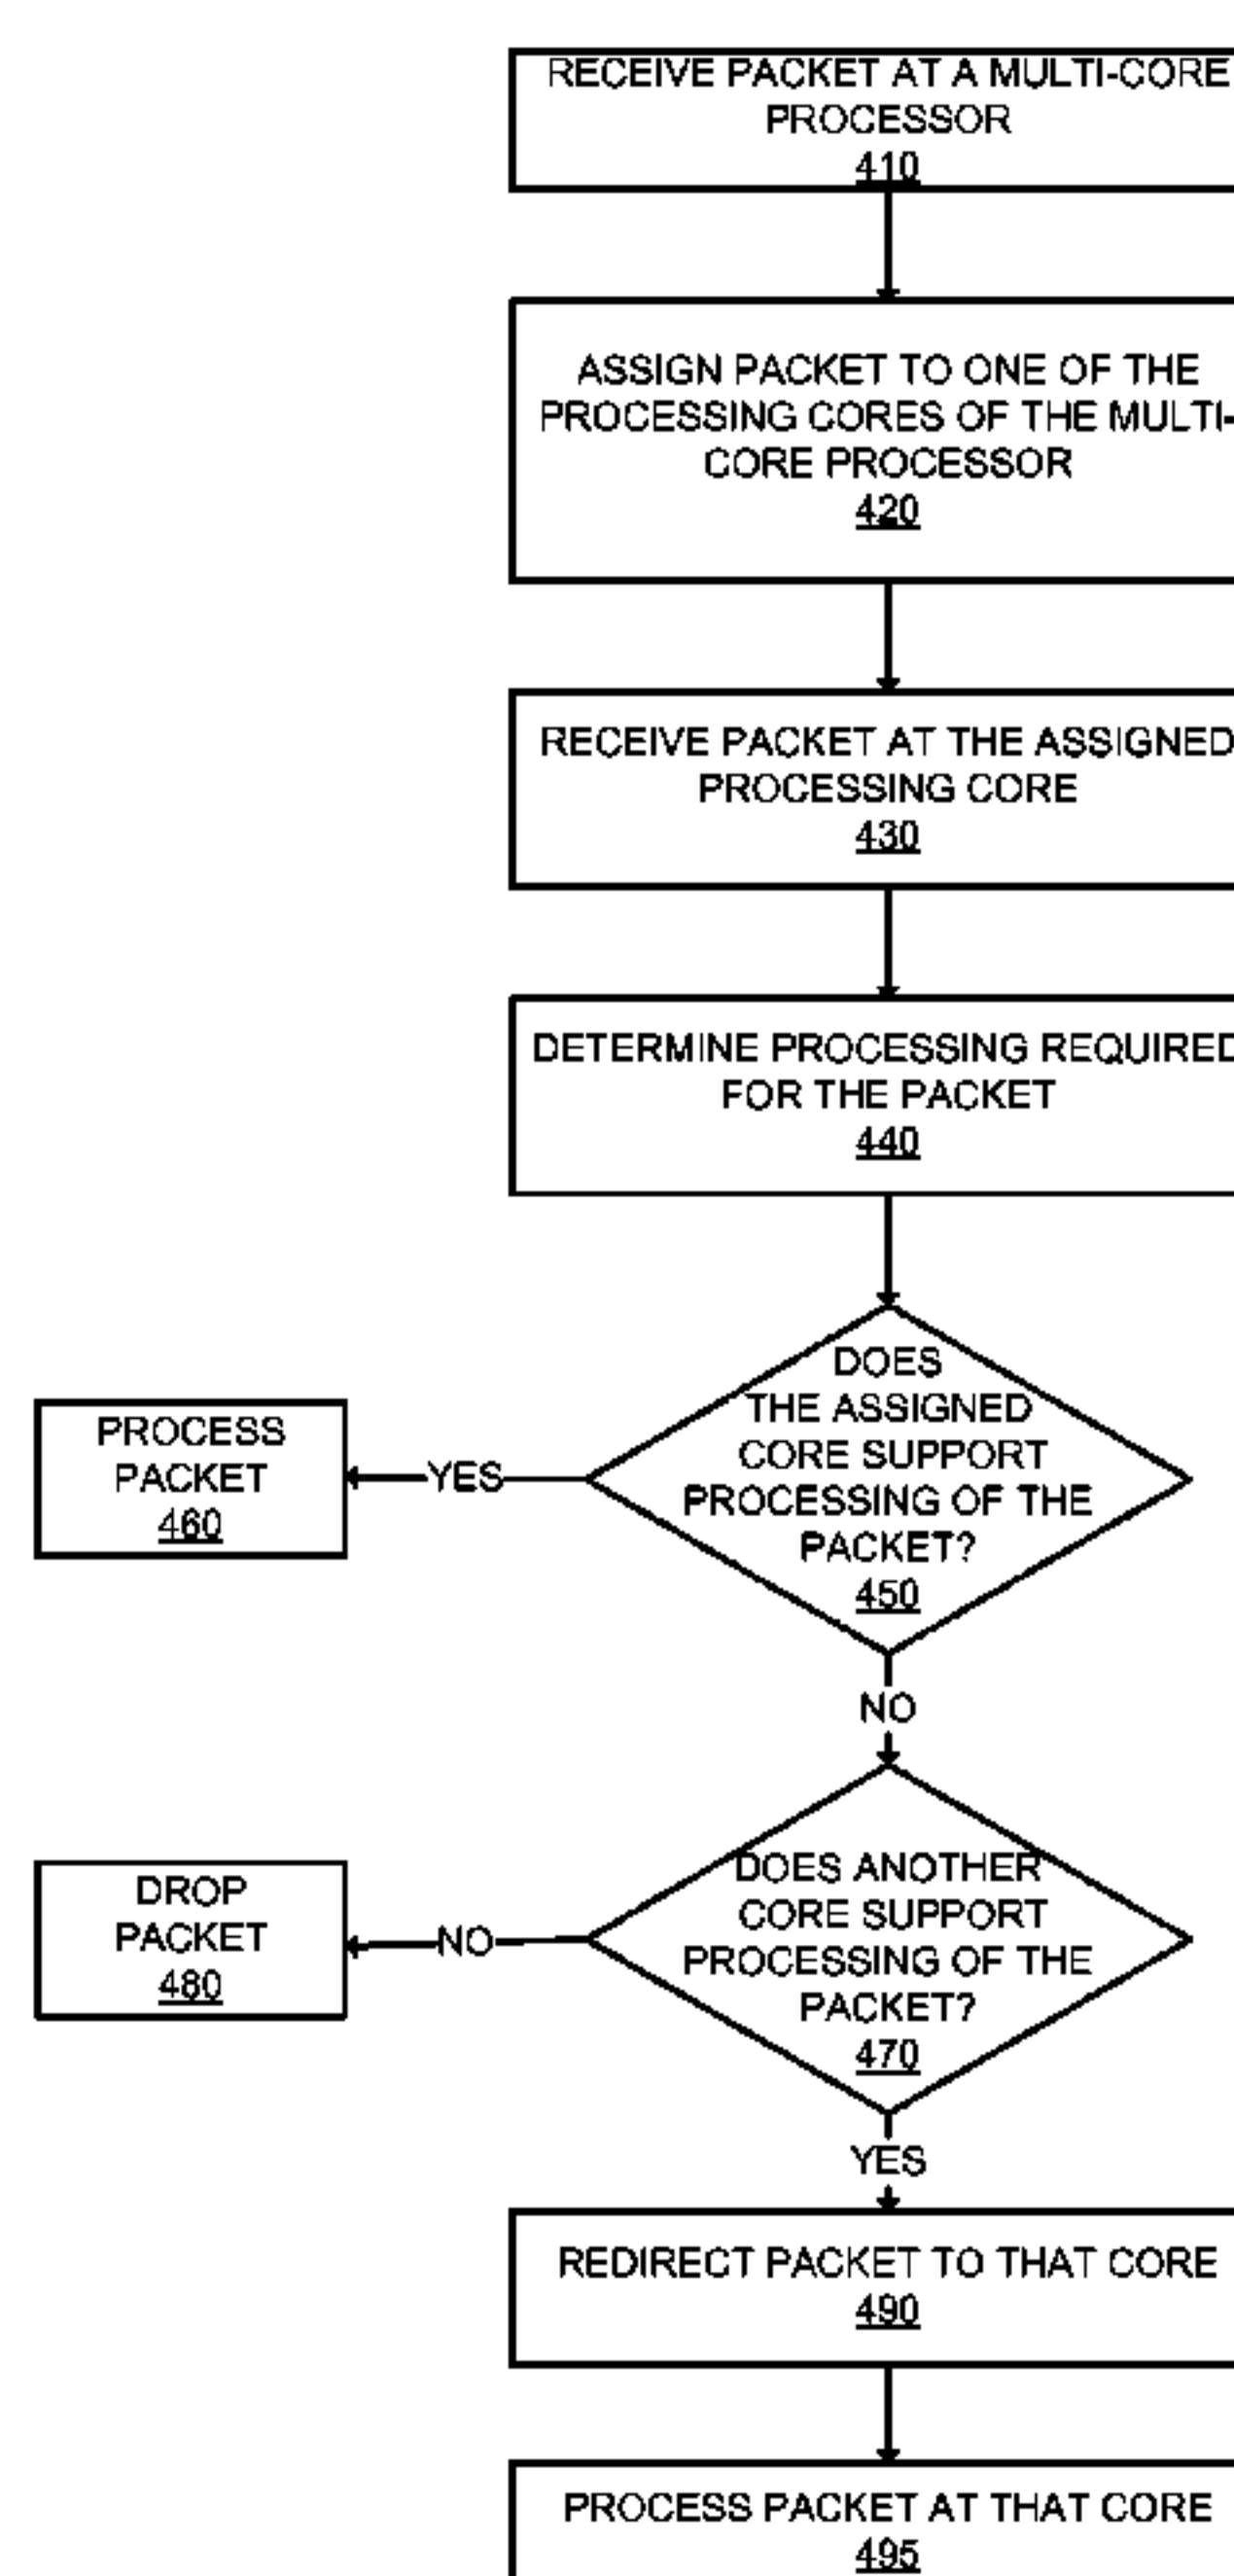 RECEIVE PACKET AT A MULTI-CORE
PROCESSOR
410
ASSIGN PACKET TO ONE OF THE
PROCESSING CORES OF THE MULTI-
CORE PROCESSOR
420
RECEIVE PACKET AT THE ASSIGNED
PROCESSING CORE
430
DETERMINE PROCESSING REQUIRED
FOR THE PACKET
440
DOES
THE ASSIGNED
CORE SUPPORT
PROCESSING OF THE
PACKET?
450
YES
PROCESS
PACKET
460
NO
DOES ANOTHER
CORE SUPPORT
PROCESSING OF THE
PACKET?
470
NO
DROP
PACKET
480
YES
REDIRECT PACKET TO THAT CORE
490
PROCESS PACKET AT THAT CORE
495